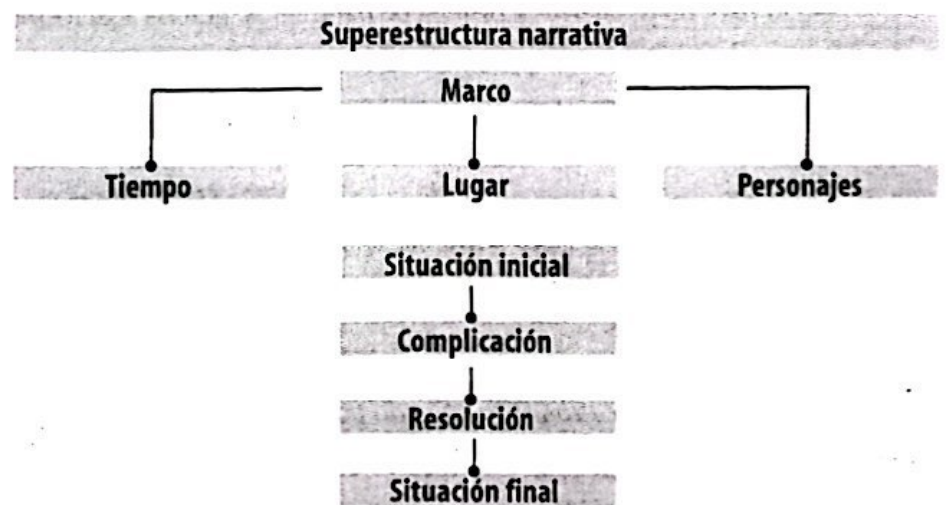 Superestructura narrativa
Marco
Tiempo Lugar Personajes
Situación inicial
Complicación
Resolución
Situación final